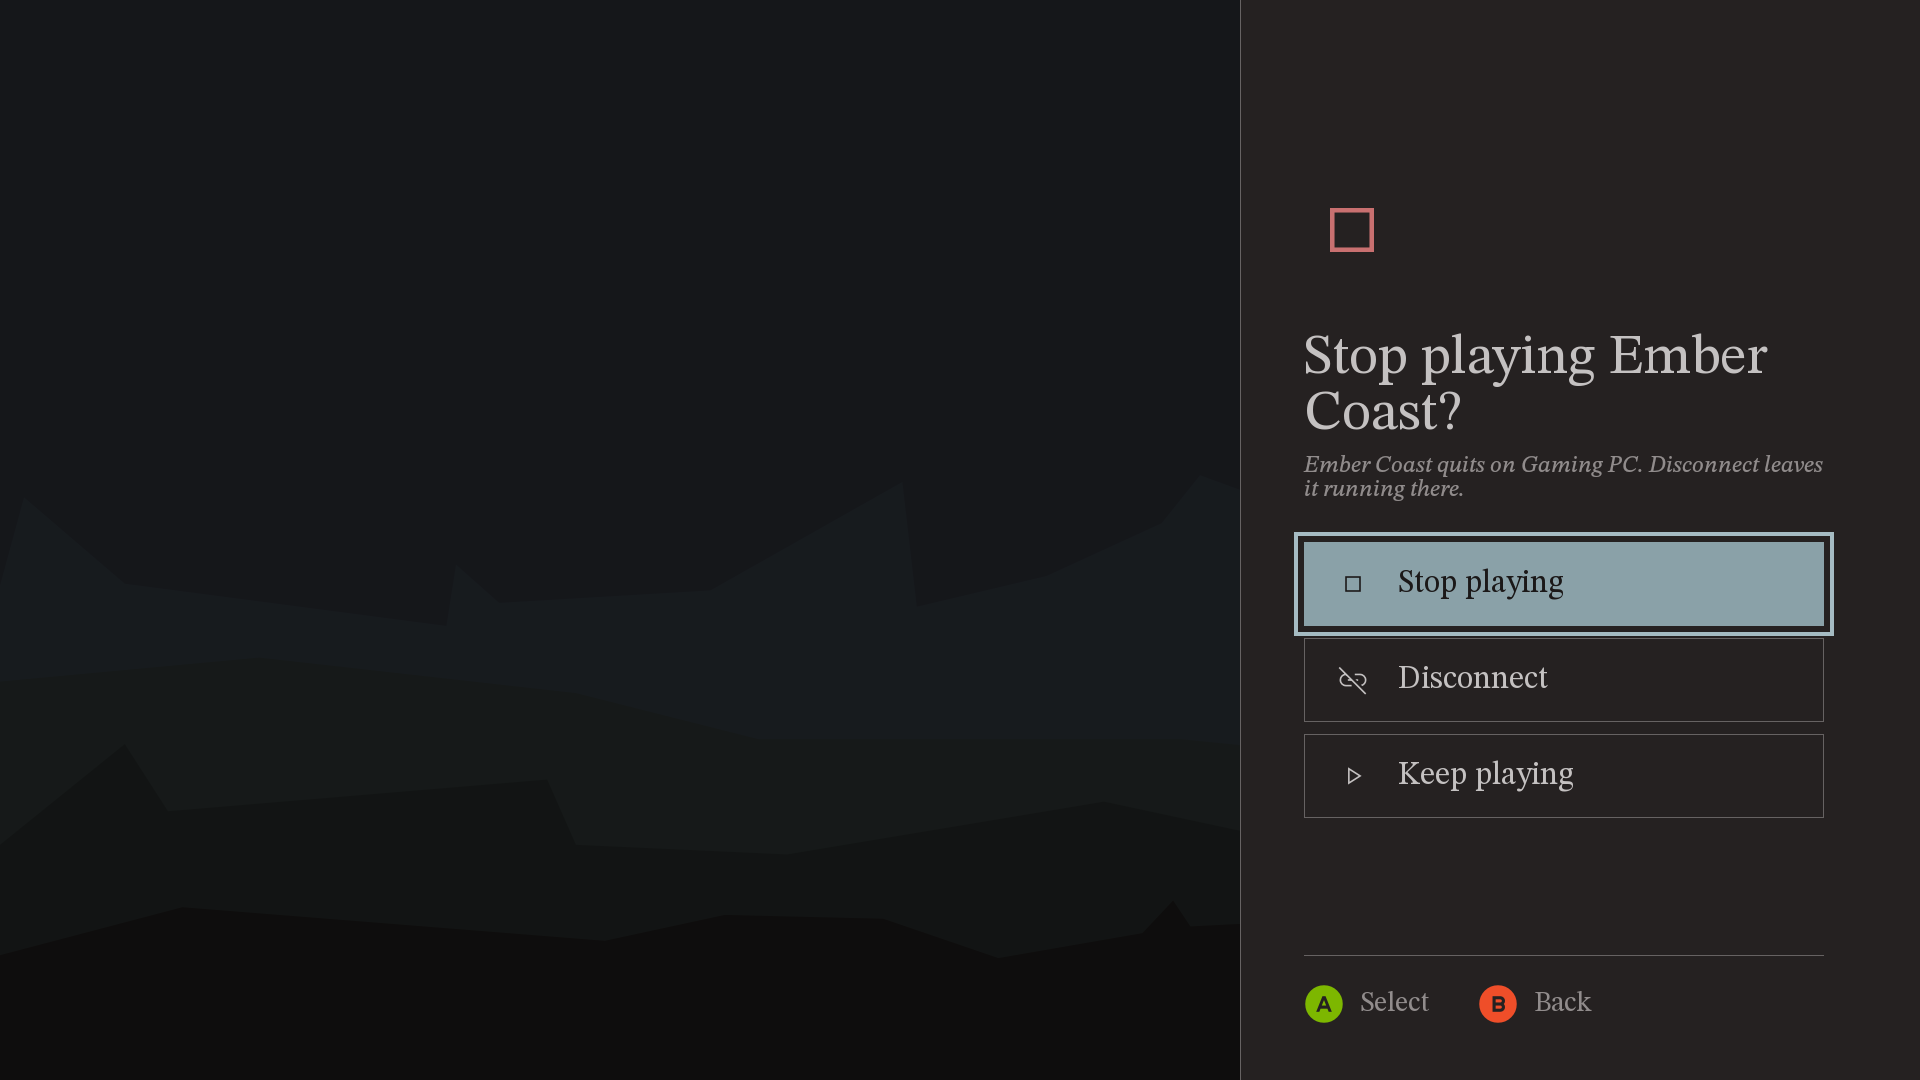 Stop playing Ember
Coast?
Ember Coast quits on Gaming PC. Disconnect leaves
it running there.
Stop playing
Disconnect
Keep playing
A Select B Back